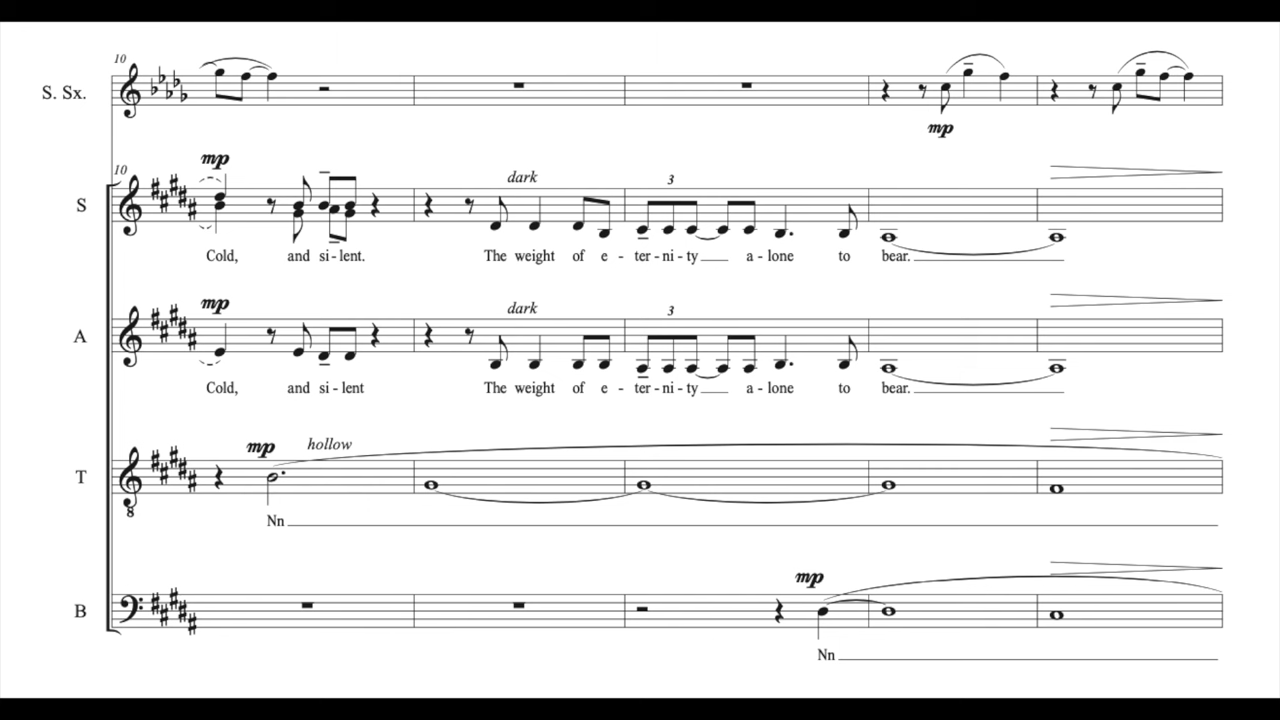 10
S. Sx.
mp
mp
10
S
dark
3
Cold, and si - lent. The weight of e - ter - ni - ty a - lone to bear.
mp
A
dark
3
Cold, and si - lent The weight of e - ter - ni - ty a - lone to bear.
mp
hollow
T
8
Nn
mp
B
Nn